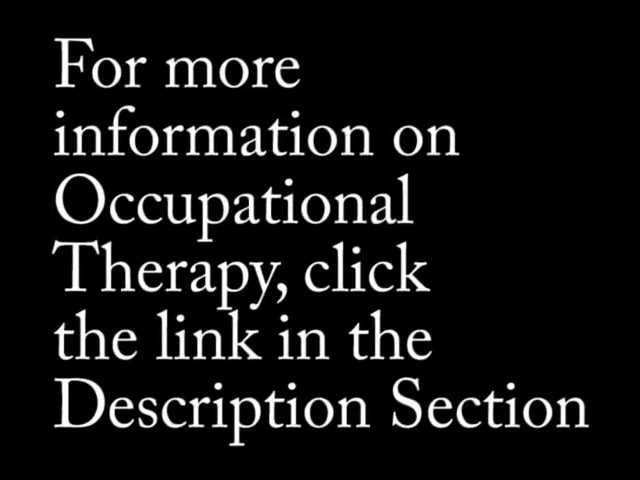 For more
information on
Occupational
Therapy, click
the link in the
Description Section